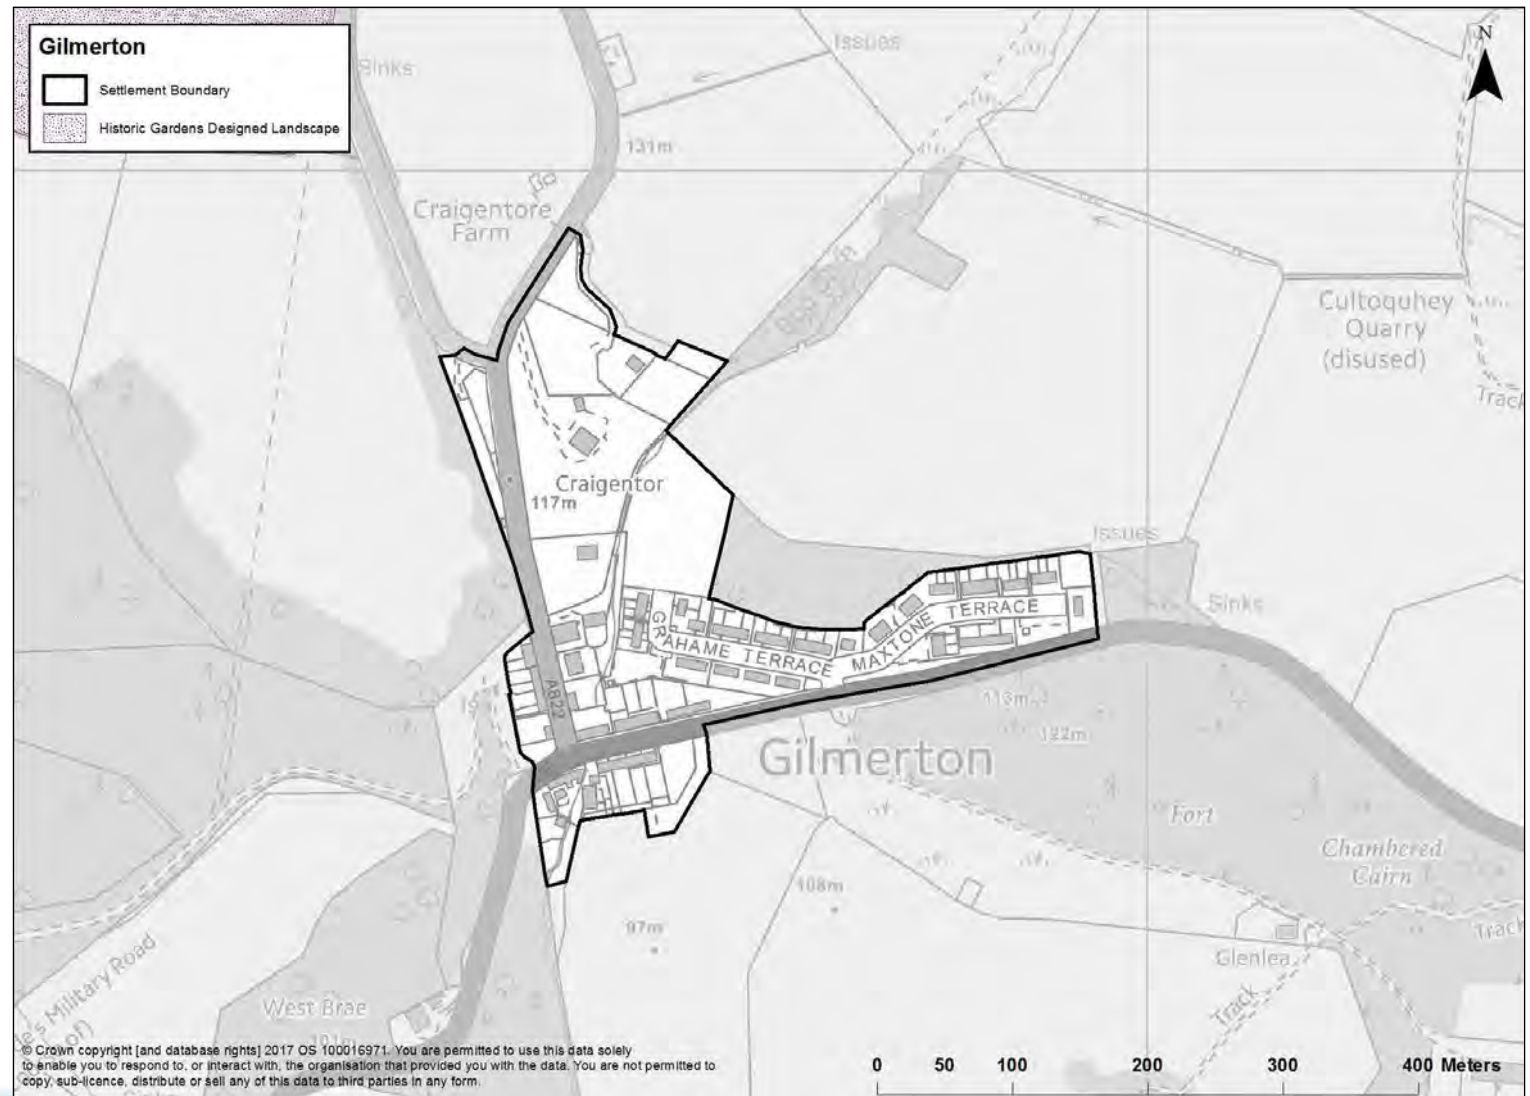 Gilmerton
Settlement Boundary
Historic Gardens Designed Landscape
N
Sinks
Issues
131m
Craigentore
Farm
Cultoquhey
Quarry
(disused)
Track
Craigentor
117m
Issues
Sinks
GRAHAME TERRACE
MAXTONE TERRACE
A822
113m
122m
Gilmerton
Fort
Chambered
Cairn
108m
97m
Glenlea
Track
Track
West Brae
101m
e's Military Road
of)
© Crown copyright [and database rights] 2017 OS 100016971. You are permitted to use this data solely
to enable you to respond to, or interact with, the organisation that provided you with the data. You are not permitted to
copy, sub-licence, distribute or sell any of this data to third parties in any form.
0 50 100 200 300 400 Meters